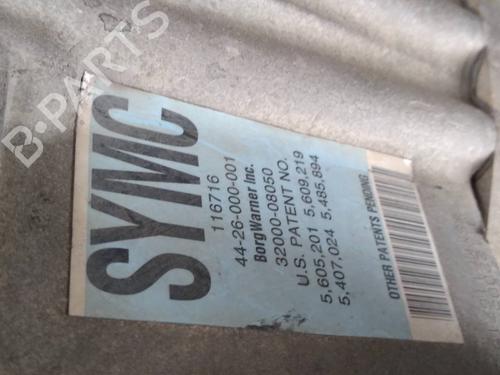 SYMC
116716
44-26-000-001
BorgWarner Inc.
32000-08050
U.S. PATENT NO.
5,605,201 5,609,219
5,407,024 5,485,894
OTHER PATENTS PENDING
B-PARTS